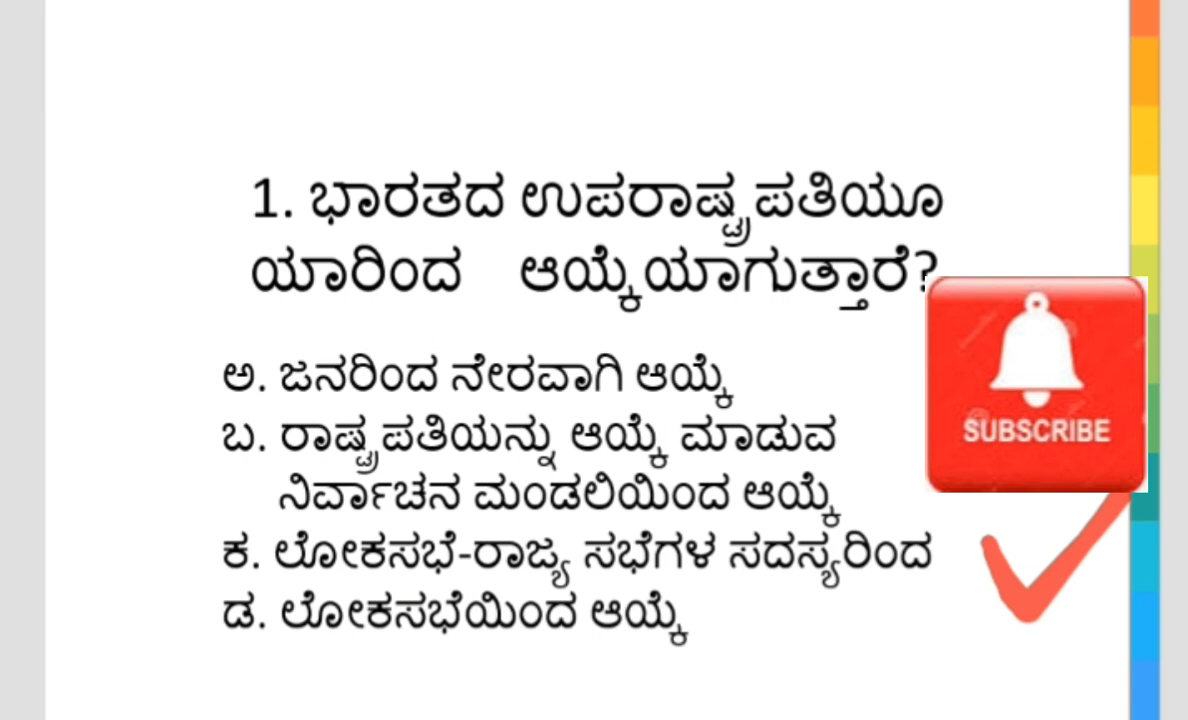 1. ಭಾರತದ ಉಪರಾಷ್ಟ್ರಪತಿಯೂ
ಯಾರಿಂದ ಆಯ್ಕೆಯಾಗುತ್ತಾರೆ?
ಅ. ಜನರಿಂದ ನೇರವಾಗಿ ಆಯ್ಕೆ
ಬ. ರಾಷ್ಟ್ರಪತಿಯನ್ನು ಆಯ್ಕೆ ಮಾಡುವ
ನಿರ್ವಾಚನ ಮಂಡಲಿಯಿಂದ ಆಯ್ಕೆ
ಕ. ಲೋಕಸಭೆ-ರಾಜ್ಯ ಸಭೆಗಳ ಸದಸ್ಯರಿಂದ
ಡ. ಲೋಕಸಭೆಯಿಂದ ಆಯ್ಕೆ
SUBSCRIBE